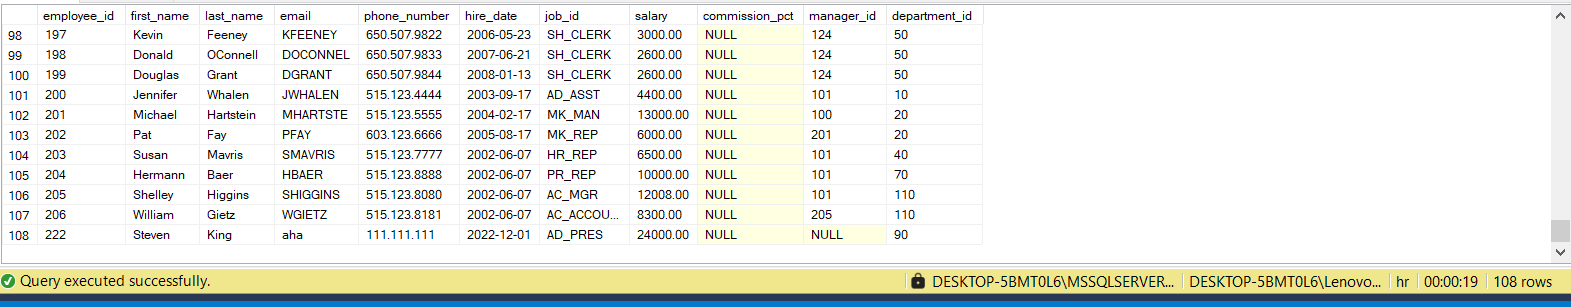 employee_id first_name last_name email phone_number hire_date job_id salary commission_pct manager_id department_id
98 197 Kevin Feeney KFEENEY 650.507.9822 2006-05-23 SH_CLERK 3000.00 NULL 124 50
99 198 Donald OConnell DOCONNEL 650.507.9833 2007-06-21 SH_CLERK 2600.00 NULL 124 50
100 199 Douglas Grant DGRANT 650.507.9844 2008-01-13 SH_CLERK 2600.00 NULL 124 50
101 200 Jennifer Whalen JWHALEN 515.123.4444 2003-09-17 AD_ASST 4400.00 NULL 101 10
102 201 Michael Hartstein MHARTSTE 515.123.5555 2004-02-17 MK_MAN 13000.00 NULL 100 20
103 202 Pat Fay PFAY 603.123.6666 2005-08-17 MK_REP 6000.00 NULL 201 20
104 203 Susan Mavris SMAVRIS 515.123.7777 2002-06-07 HR_REP 6500.00 NULL 101 40
105 204 Hermann Baer HBAER 515.123.8888 2002-06-07 PR_REP 10000.00 NULL 101 70
106 205 Shelley Higgins SHIGGINS 515.123.8080 2002-06-07 AC_MGR 12008.00 NULL 101 110
107 206 William Gietz WGIETZ 515.123.8181 2002-06-07 AC_ACCOU... 8300.00 NULL 205 110
108 222 Steven King aha 111.111.111 2022-12-01 AD_PRES 24000.00 NULL NULL 90
Query executed successfully. DESKTOP-5BMT0L6\MSSQLSERVER... DESKTOP-5BMT0L6\Lenovo... hr 00:00:19 108 rows